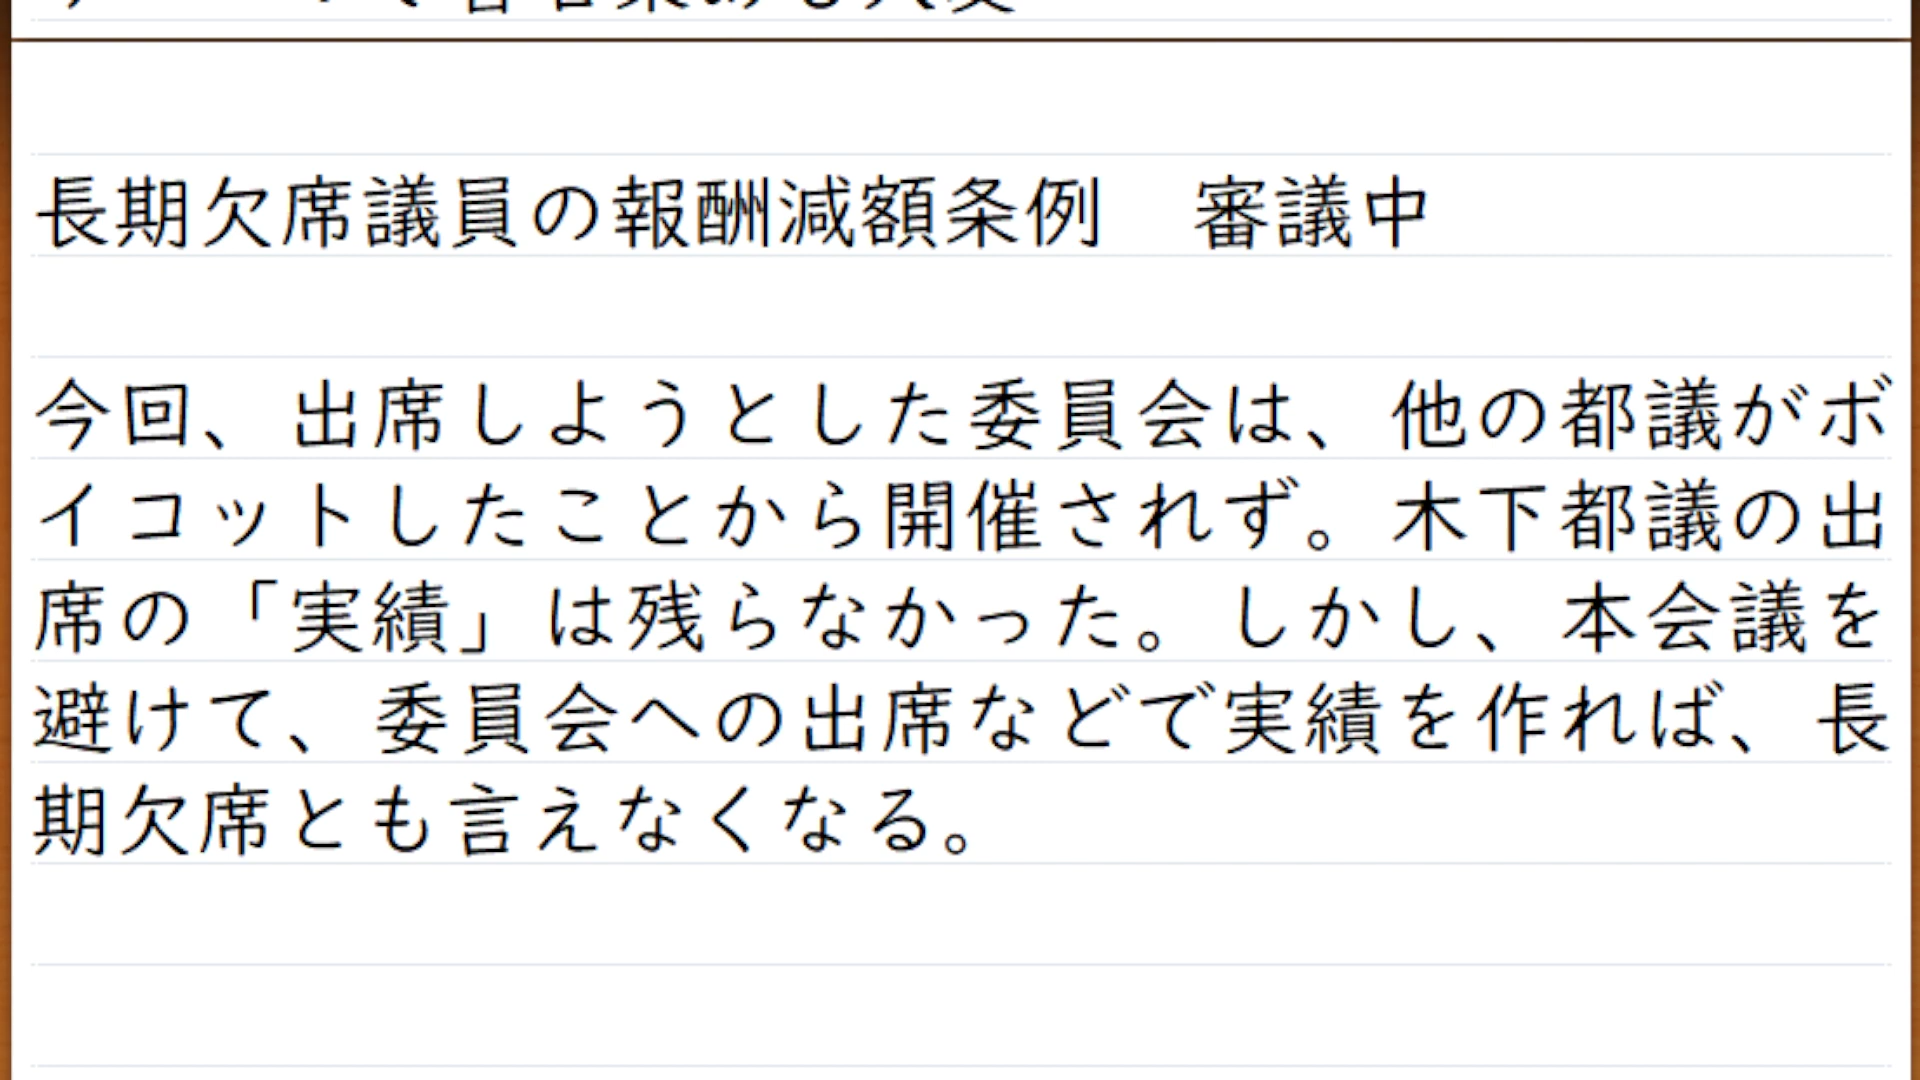 長期欠席議員の報酬減額条例　審議中
今回、出席しようとした委員会は、他の都議がボ
イコットしたことから開催されず。木下都議の出
席の「実績」は残らなかった。しかし、本会議を
避けて、委員会への出席などで実績を作れば、長
期欠席とも言えなくなる。